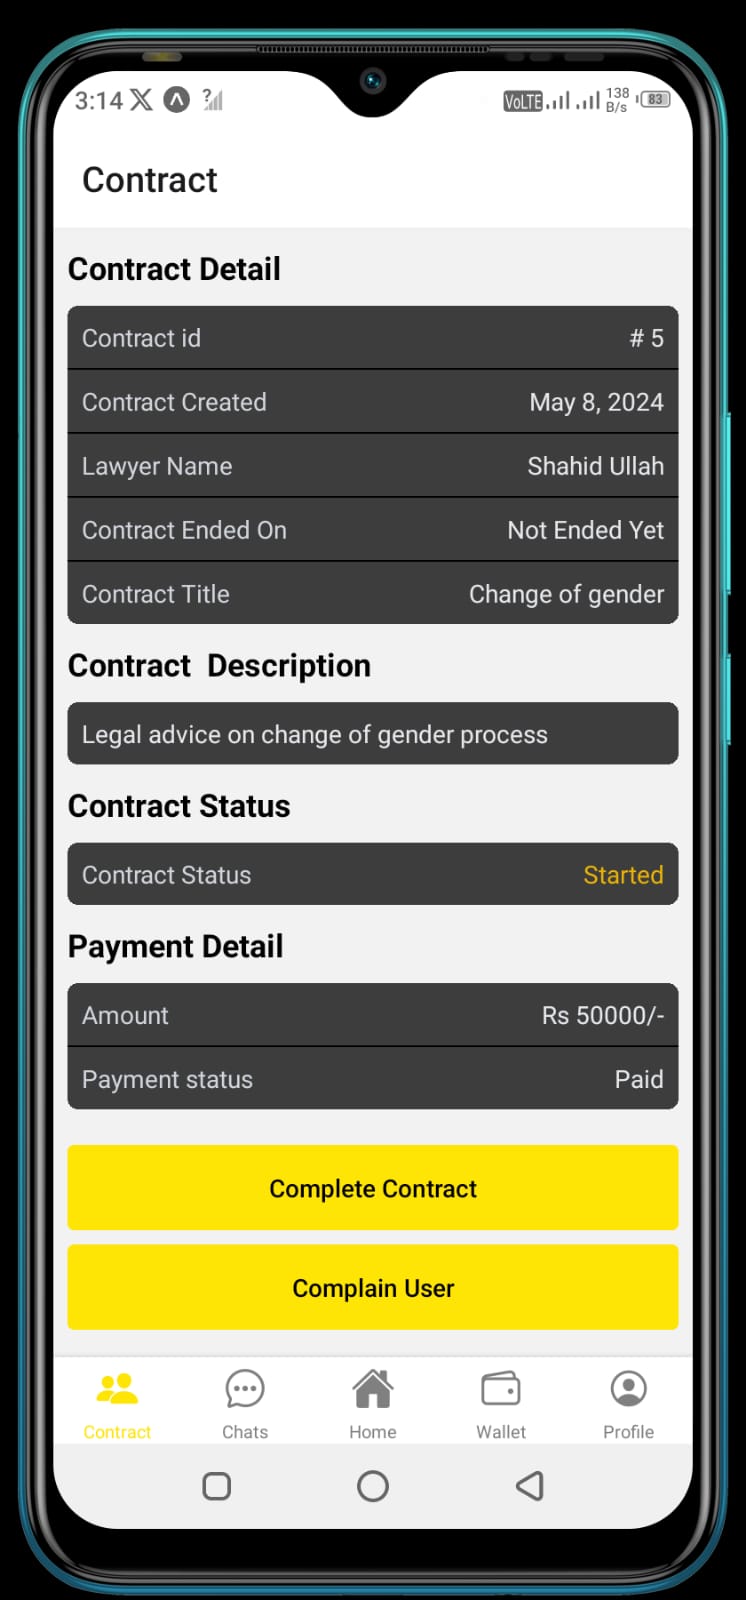 3:14 VoLTE 138 B/s 83
Contract
Contract Detail
Contract id # 5
Contract Created May 8, 2024
Lawyer Name Shahid Ullah
Contract Ended On Not Ended Yet
Contract Title Change of gender
Contract  Description
Legal advice on change of gender process
Contract Status
Contract Status Started
Payment Detail
Amount Rs 50000/-
Payment status Paid
Complete Contract
Complain User
Contract Chats Home Wallet Profile